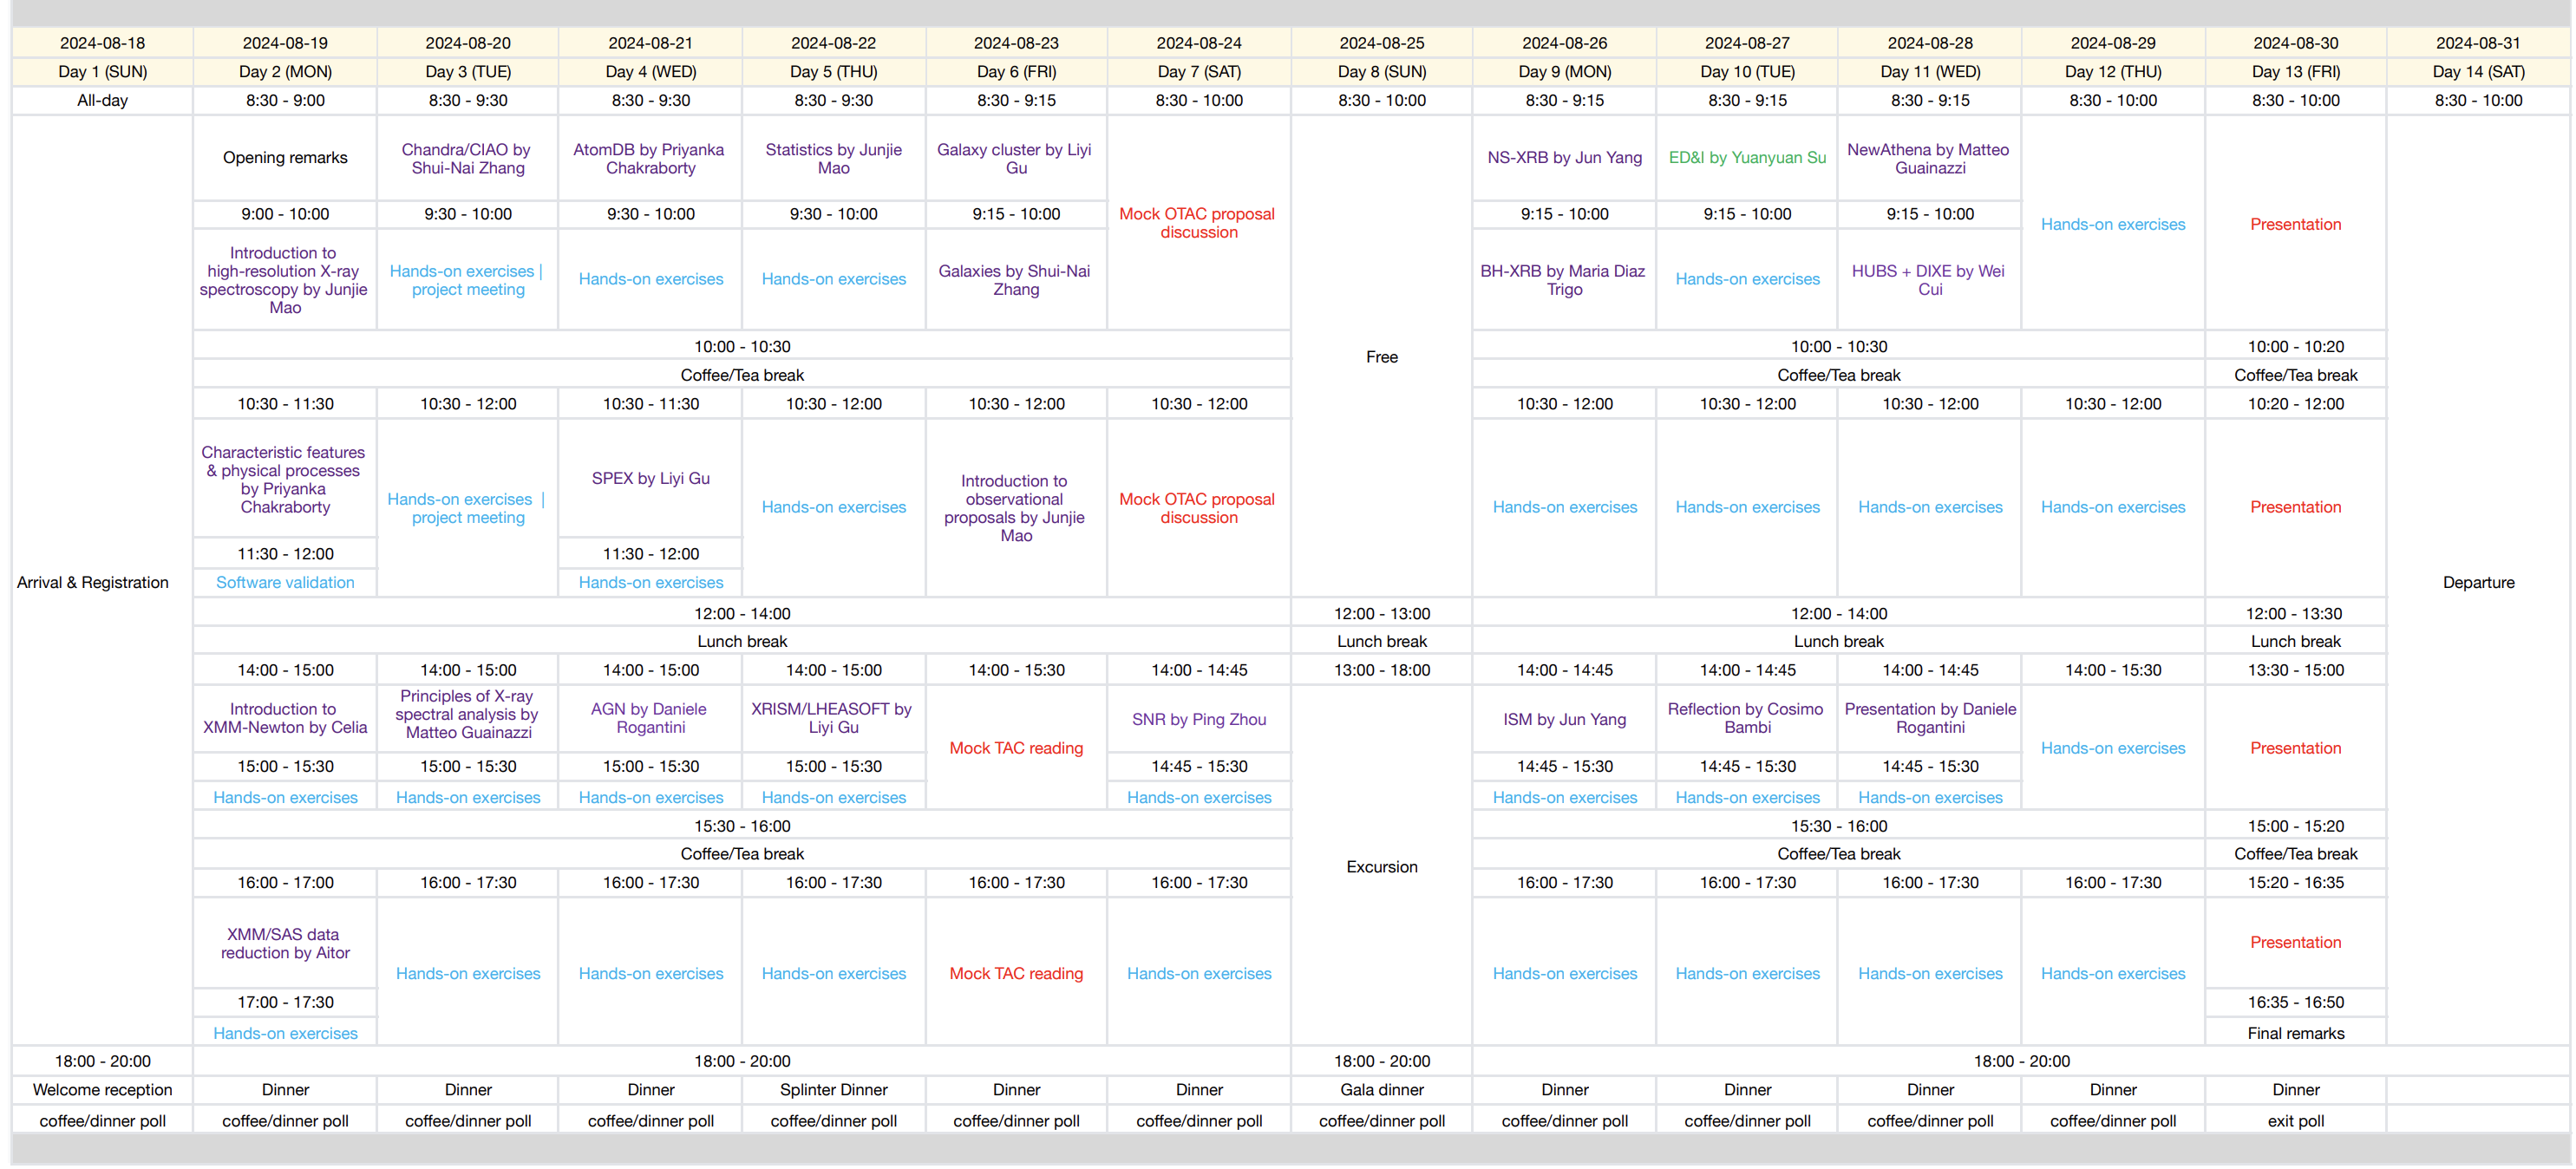 2024-08-18 2024-08-19 2024-08-20 2024-08-21 2024-08-22 2024-08-23 2024-08-24 2024-08-25 2024-08-26 2024-08-27 2024-08-28 2024-08-29 2024-08-30 2024-08-31
Day 1 (SUN) Day 2 (MON) Day 3 (TUE) Day 4 (WED) Day 5 (THU) Day 6 (FRI) Day 7 (SAT) Day 8 (SUN) Day 9 (MON) Day 10 (TUE) Day 11 (WED) Day 12 (THU) Day 13 (FRI) Day 14 (SAT)
All-day 8:30 - 9:00 8:30 - 9:30 8:30 - 9:30 8:30 - 9:30 8:30 - 9:15 8:30 - 10:00 8:30 - 10:00 8:30 - 9:15 8:30 - 9:15 8:30 - 9:15 8:30 - 10:00 8:30 - 10:00 8:30 - 10:00
Opening remarks
Chandra/CIAO by
Shui-Nai Zhang
AtomDB by Priyanka
Chakraborty
Statistics by Junjie
Mao
Galaxy cluster by Liyi
Gu
Mock OTAC proposal
discussion
Free
NS-XRB by Jun Yang
ED&I by Yuanyuan Su
NewAthena by Matteo
Guainazzi
Hands-on exercises
Presentation
9:00 - 10:00 9:30 - 10:00 9:30 - 10:00 9:30 - 10:00 9:15 - 10:00 9:15 - 10:00 9:15 - 10:00 9:15 - 10:00
Introduction to
high-resolution X-ray
spectroscopy by Junjie
Mao
Hands-on exercises |
project meeting
Hands-on exercises
Hands-on exercises
Galaxies by Shui-Nai
Zhang
BH-XRB by Maria Diaz
Trigo
Hands-on exercises
HUBS + DIXE by Wei
Cui
10:00 - 10:30 10:00 - 10:30 10:00 - 10:20
Coffee/Tea break Coffee/Tea break Coffee/Tea break
10:30 - 11:30 10:30 - 12:00 10:30 - 11:30 10:30 - 12:00 10:30 - 12:00 10:30 - 12:00 10:30 - 12:00 10:30 - 12:00 10:30 - 12:00 10:30 - 12:00 10:20 - 12:00
Characteristic features
& physical processes
by Priyanka
Chakraborty
Hands-on exercises |
project meeting
SPEX by Liyi Gu
Hands-on exercises
Introduction to
observational
proposals by Junjie
Mao
Mock OTAC proposal
discussion
Hands-on exercises
Hands-on exercises
Hands-on exercises
Hands-on exercises
Presentation
11:30 - 12:00 11:30 - 12:00
Arrival & Registration Software validation Hands-on exercises Departure
12:00 - 14:00 12:00 - 13:00 12:00 - 14:00 12:00 - 13:30
Lunch break Lunch break Lunch break Lunch break
14:00 - 15:00 14:00 - 15:00 14:00 - 15:00 14:00 - 15:00 14:00 - 15:30 14:00 - 14:45 13:00 - 18:00 14:00 - 14:45 14:00 - 14:45 14:00 - 14:45 14:00 - 15:30 13:30 - 15:00
Introduction to
XMM-Newton by Celia
Principles of X-ray
spectral analysis by
Matteo Guainazzi
AGN by Daniele
Rogantini
XRISM/LHEASOFT by
Liyi Gu
Mock TAC reading
SNR by Ping Zhou
ISM by Jun Yang
Reflection by Cosimo
Bambi
Presentation by Daniele
Rogantini
Hands-on exercises
Presentation
15:00 - 15:30 15:00 - 15:30 15:00 - 15:30 15:00 - 15:30 14:45 - 15:30 14:45 - 15:30 14:45 - 15:30 14:45 - 15:30
Hands-on exercises Hands-on exercises Hands-on exercises Hands-on exercises Hands-on exercises Hands-on exercises Hands-on exercises Hands-on exercises
15:30 - 16:00 15:30 - 16:00 15:00 - 15:20
Coffee/Tea break Coffee/Tea break Coffee/Tea break
Excursion
16:00 - 17:00 16:00 - 17:30 16:00 - 17:30 16:00 - 17:30 16:00 - 17:30 16:00 - 17:30 16:00 - 17:30 16:00 - 17:30 16:00 - 17:30 16:00 - 17:30 15:20 - 16:35
XMM/SAS data
reduction by Aitor
Presentation
Hands-on exercises Hands-on exercises Hands-on exercises Mock TAC reading Hands-on exercises Hands-on exercises Hands-on exercises Hands-on exercises Hands-on exercises
17:00 - 17:30 16:35 - 16:50
Hands-on exercises Final remarks
18:00 - 20:00 18:00 - 20:00 18:00 - 20:00 18:00 - 20:00
Welcome reception Dinner Dinner Dinner Splinter Dinner Dinner Dinner Gala dinner Dinner Dinner Dinner Dinner Dinner
coffee/dinner poll coffee/dinner poll coffee/dinner poll coffee/dinner poll coffee/dinner poll coffee/dinner poll coffee/dinner poll coffee/dinner poll coffee/dinner poll coffee/dinner poll coffee/dinner poll coffee/dinner poll exit poll